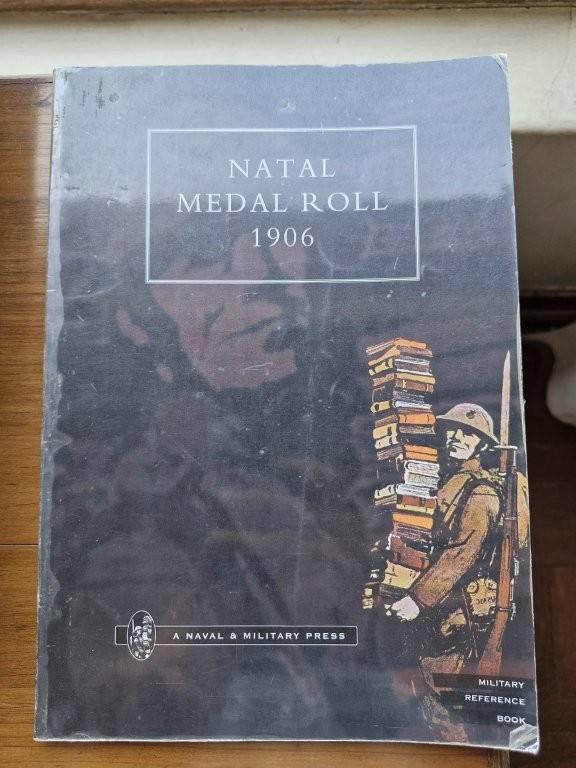 NATAL
MEDAL ROLL
1906
A NAVAL & MILITARY PRESS
MILITARY
REFERENCE
BOOK